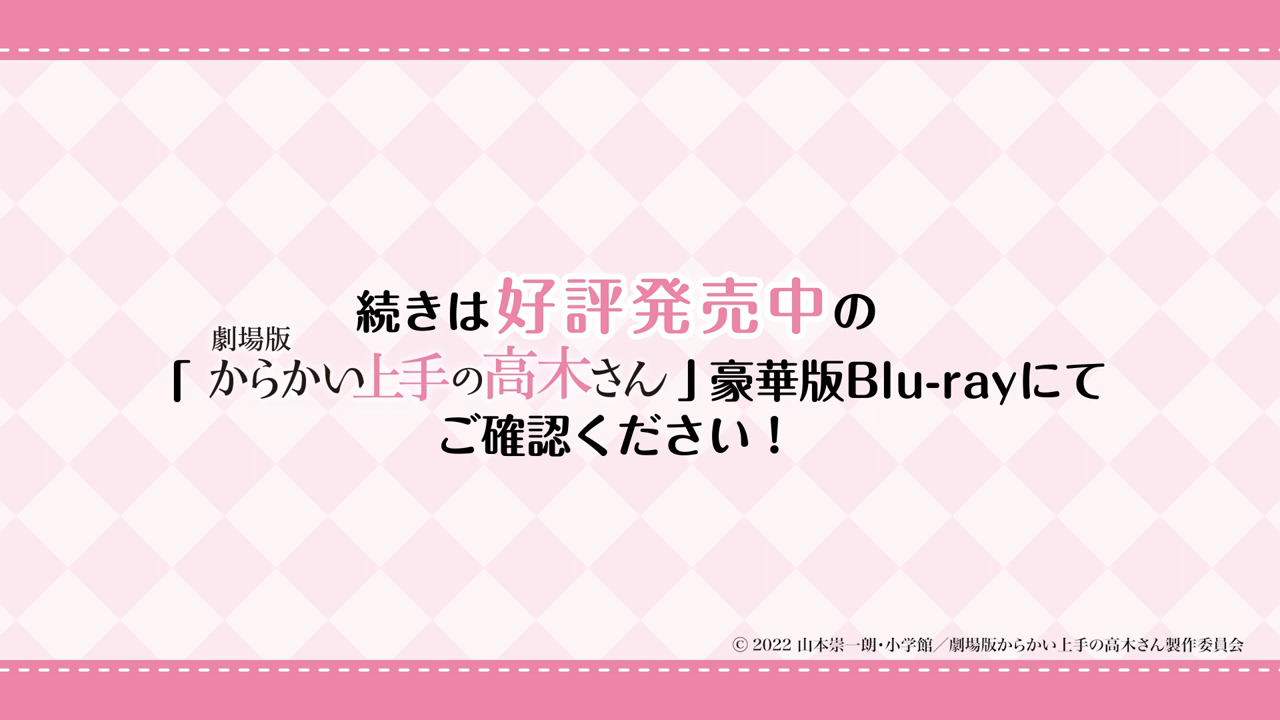 続きは好評発売中の
劇場版
「からかい上手の高木さん」豪華版Blu-rayにて
ご確認ください！
© 2022 山本崇一朗・小学館／劇場版からかい上手の高木さん製作委員会